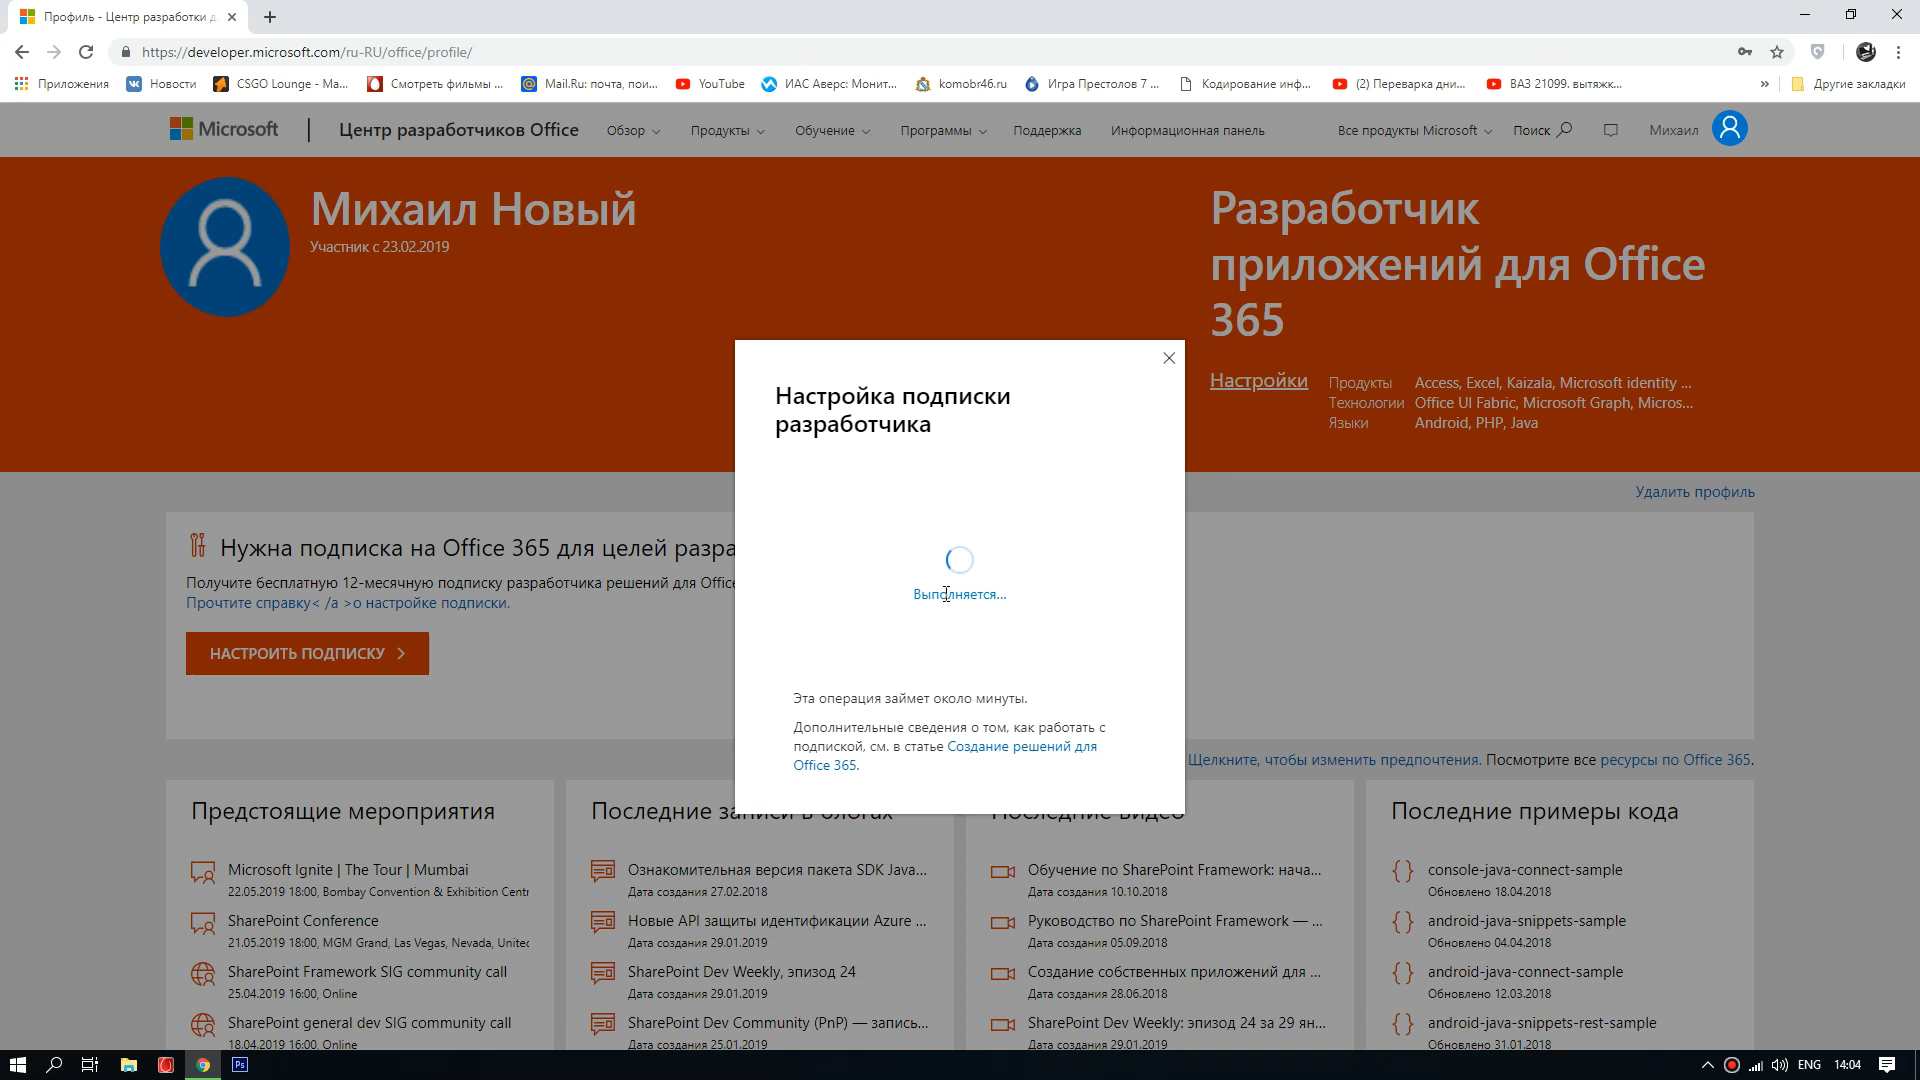 Профиль - Центр разработки д
https://developer.microsoft.com/ru-RU/office/profile/
Приложения Новости CSGO Lounge - Ma... Смотреть фильмы ... Mail.Ru: почта, пои... YouTube ИАС Аверс: Монит... komobr46.ru Игра Престолов 7 ... Кодирование инф... (2) Переварка дни... ВАЗ 21099. вытяжк... » Другие закладки
Microsoft Центр разработчиков Office Обзор Продукты Обучение Программы Поддержка Информационная панель Все продукты Microsoft Поиск Михаил
Михаил Новый
Участник с 23.02.2019
Разработчик
приложений для Office
365
Настройки
Продукты Access, Excel, Kaizala, Microsoft identity ...
Технологии Office UI Fabric, Microsoft Graph, Micros...
Языки Android, PHP, Java
Настройка подписки
разработчика
Выполняется...
Эта операция займет около минуты.
Дополнительные сведения о том, как работать с
подпиской, см. в статье Создание решений для
Office 365.
Удалить профиль
Нужна подписка на Office 365 для целей разра
Получите бесплатную 12-месячную подписку разработчика решений для Office
Прочтите справку< /a >о настройке подписки.
НАСТРОИТЬ ПОДПИСКУ
Щелкните, чтобы изменить предпочтения. Посмотрите все ресурсы по Office 365.
Предстоящие мероприятия
Microsoft Ignite | The Tour | Mumbai
22.05.2019 18:00, Bombay Convention & Exhibition Centr
SharePoint Conference
21.05.2019 18:00, MGM Grand, Las Vegas, Nevada, United
SharePoint Framework SIG community call
25.04.2019 16:00, Online
SharePoint general dev SIG community call
18.04.2019 16:00, Online
Последние записи в блогах
Ознакомительная версия пакета SDK Java...
Дата создания 27.02.2018
Новые API защиты идентификации Azure ...
Дата создания 29.01.2019
SharePoint Dev Weekly, эпизод 24
Дата создания 29.01.2019
SharePoint Dev Community (PnP) — запись...
Дата создания 25.01.2019
Последние видео
Обучение по SharePoint Framework: нача...
Дата создания 10.10.2018
Руководство по SharePoint Framework — ...
Дата создания 05.09.2018
Создание собственных приложений для ...
Дата создания 28.06.2018
SharePoint Dev Weekly: эпизод 24 за 29 ян...
Дата создания 29.01.2019
Последние примеры кода
console-java-connect-sample
Обновлено 18.04.2018
android-java-snippets-sample
Обновлено 04.04.2018
android-java-connect-sample
Обновлено 12.03.2018
android-java-snippets-rest-sample
Обновлено 31.01.2018
Ps
ENG 14:04